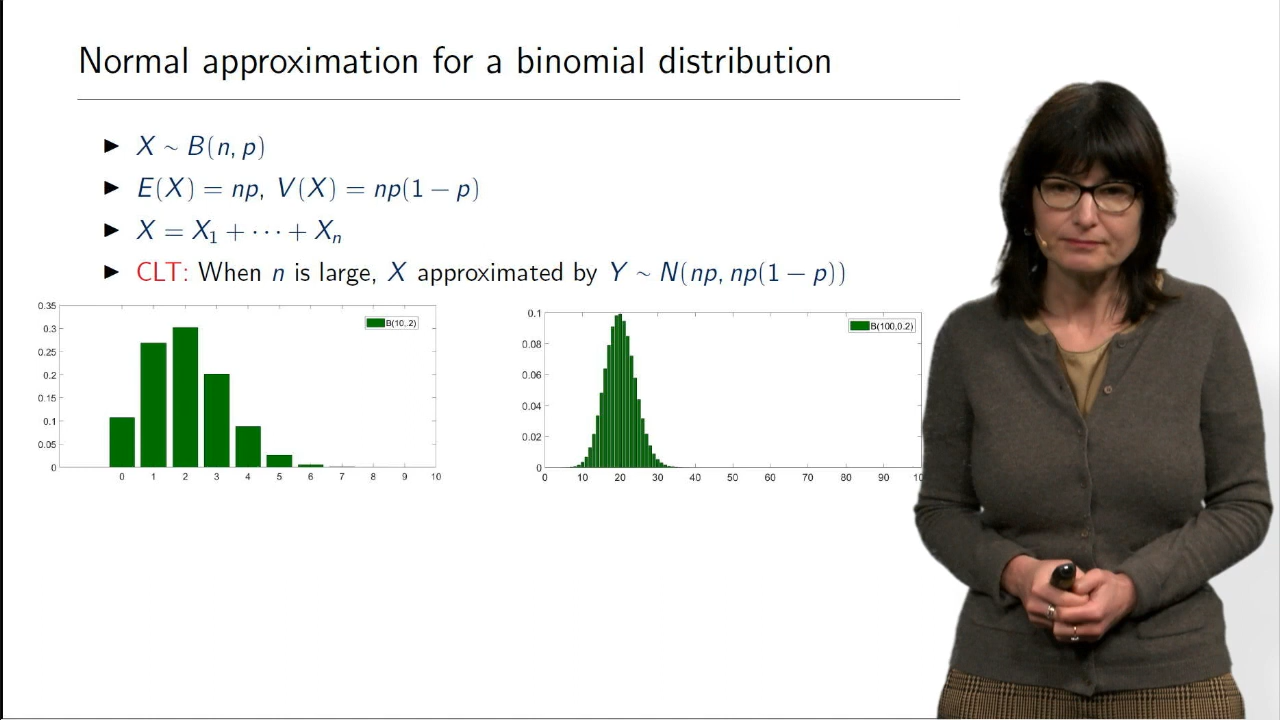 Normal approximation for a binomial distribution
▶ X ~ B(n, p)
▶ E(X) = np, V(X) = np(1 − p)
▶ X = X₁ + ··· + Xₙ
▶ CLT: When n is large, X approximated by Y ~ N(np, np(1 − p))
0.35
0.3
0.25
0.2
0.15
0.1
0.05
0
B(10,.2)
0 1 2 3 4 5 6 7 8 9 10
0.1
0.08
0.06
0.04
0.02
0
B(100,0.2)
0 10 20 30 40 50 60 70 80 90 10